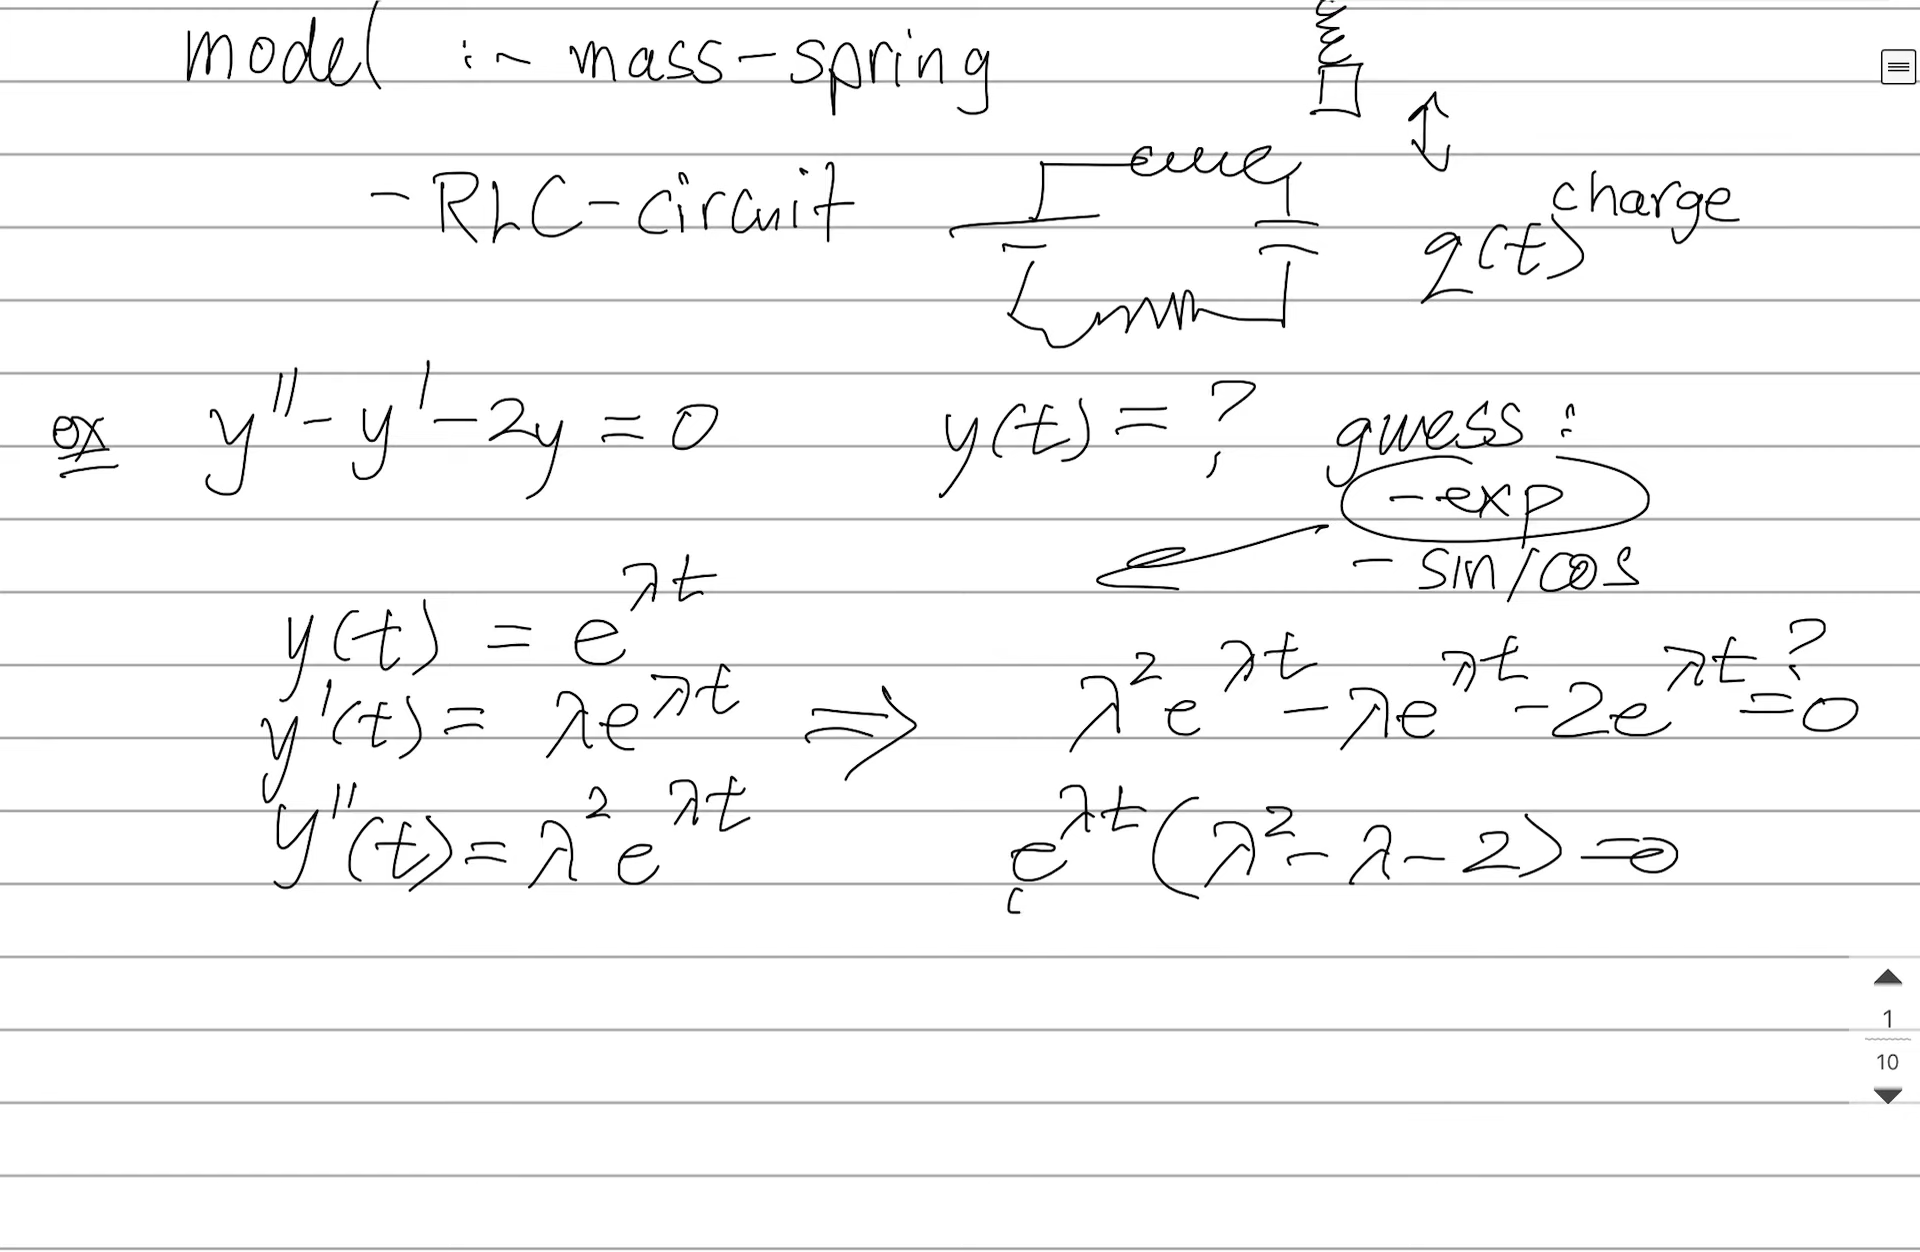 model :- mass-spring
- RLC-circuit
charge
q(t)
ex y'' - y' - 2y = 0 y(t) = ? guess :
- exp
- sin/cos
y(t) = e^{λt}
y'(t) = λe^{λt} ⇒ λ²e^{λt} - λe^{λt} - 2e^{λt} ?= 0
y''(t) = λ²e^{λt} e^{λt}(λ² - λ - 2) = 0
1
10